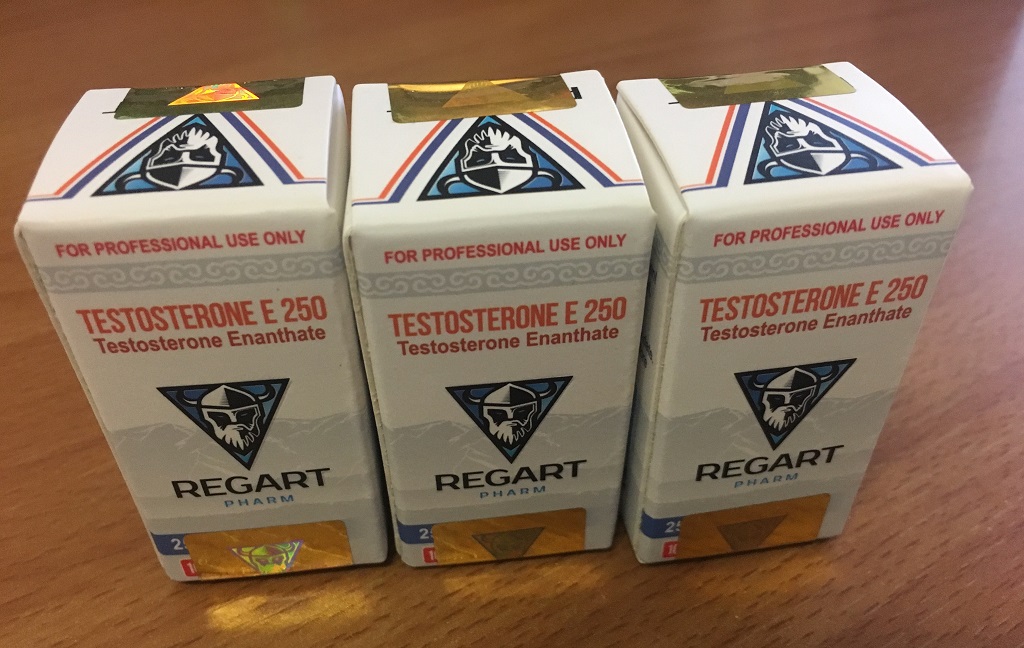 FOR PROFESSIONAL USE ONLY
TESTOSTERONE E 250
Testosterone Enanthate
REGART
PHARM
FOR PROFESSIONAL USE ONLY
TESTOSTERONE E 250
Testosterone Enanthate
REGART
PHARM
FOR PROFESSIONAL USE ONLY
TESTOSTERONE E 250
Testosterone Enanthate
REGART
PHARM